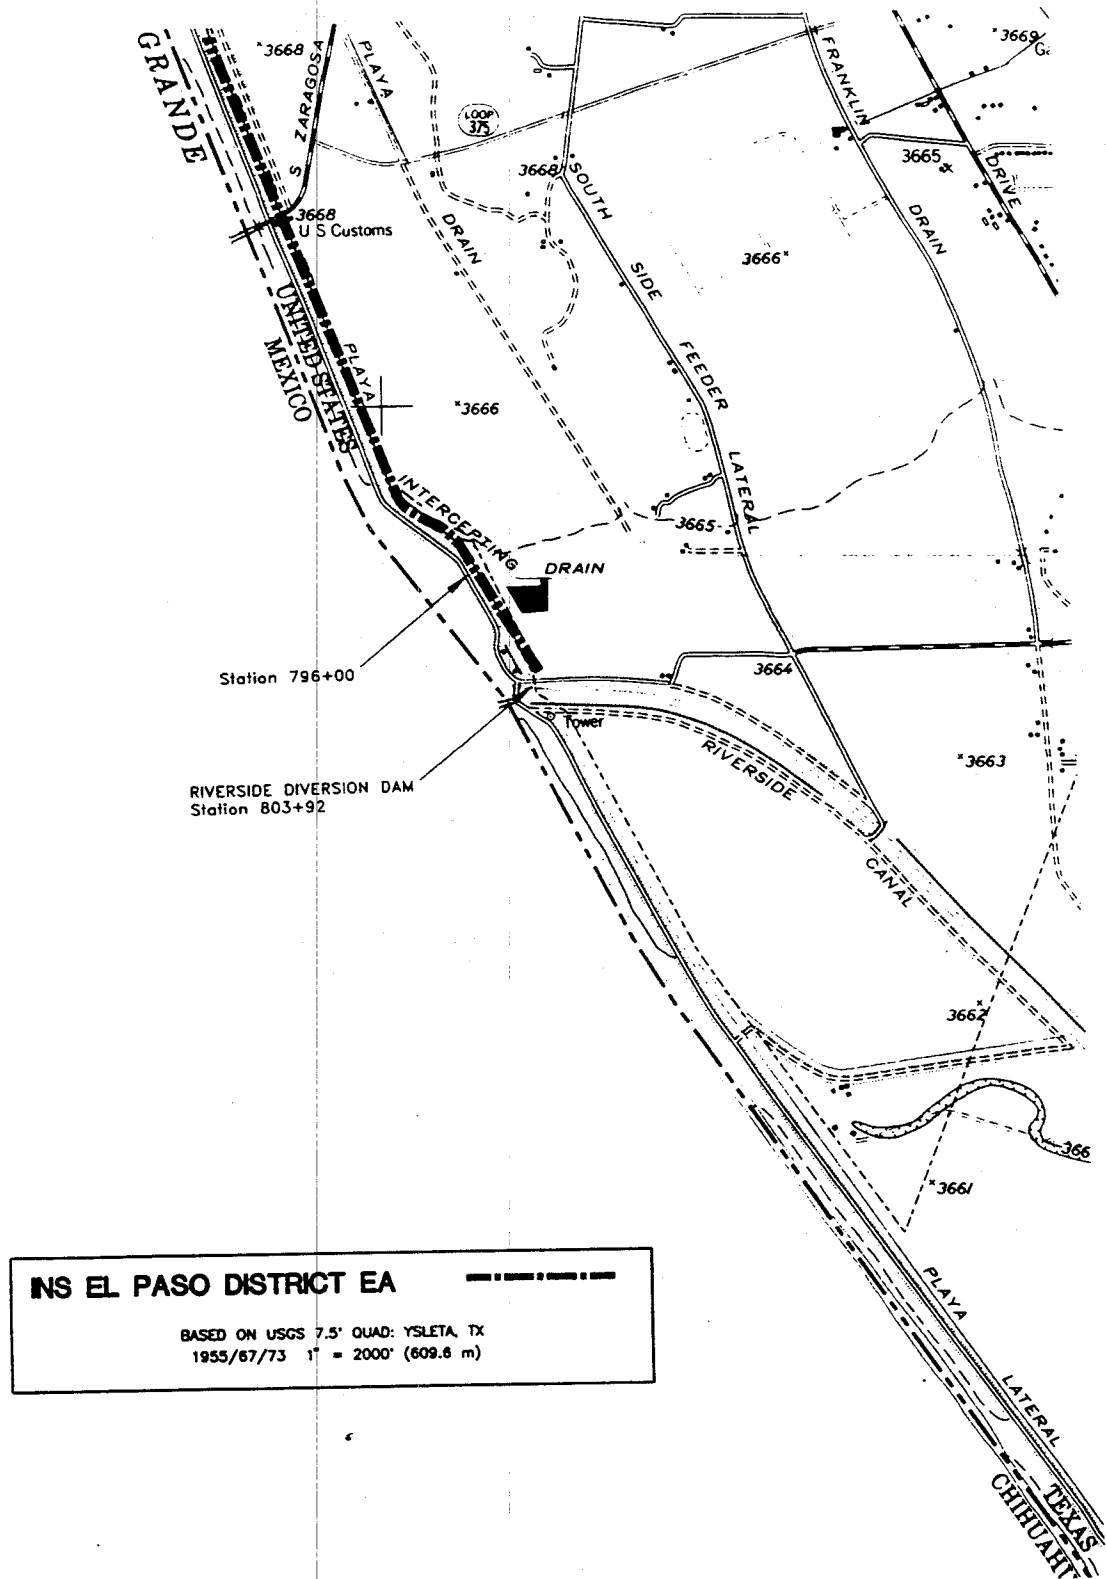 GRANDE
3668
S ZARAGOSA
PLAYA
DRAIN
LOOP
375
3668
U S Customs
UNITED STATES
MEXICO
PLAYA
INTERCEPTING
DRAIN
3666
3668
SOUTH
SIDE
FEEDER
LATERAL
3666
FRANKLIN
DRAIN
3669
3665
DRIVE
3665
Station 796+00
3664
Tower
RIVERSIDE DIVERSION DAM
Station 803+92
RIVERSIDE
CANAL
3663
3662
366
3661
PLAYA
LATERAL
TEXAS
CHIHUAHU
INS EL PASO DISTRICT EA
BASED ON USGS 7.5' QUAD: YSLETA, TX
1955/67/73 1" = 2000' (609.6 m)